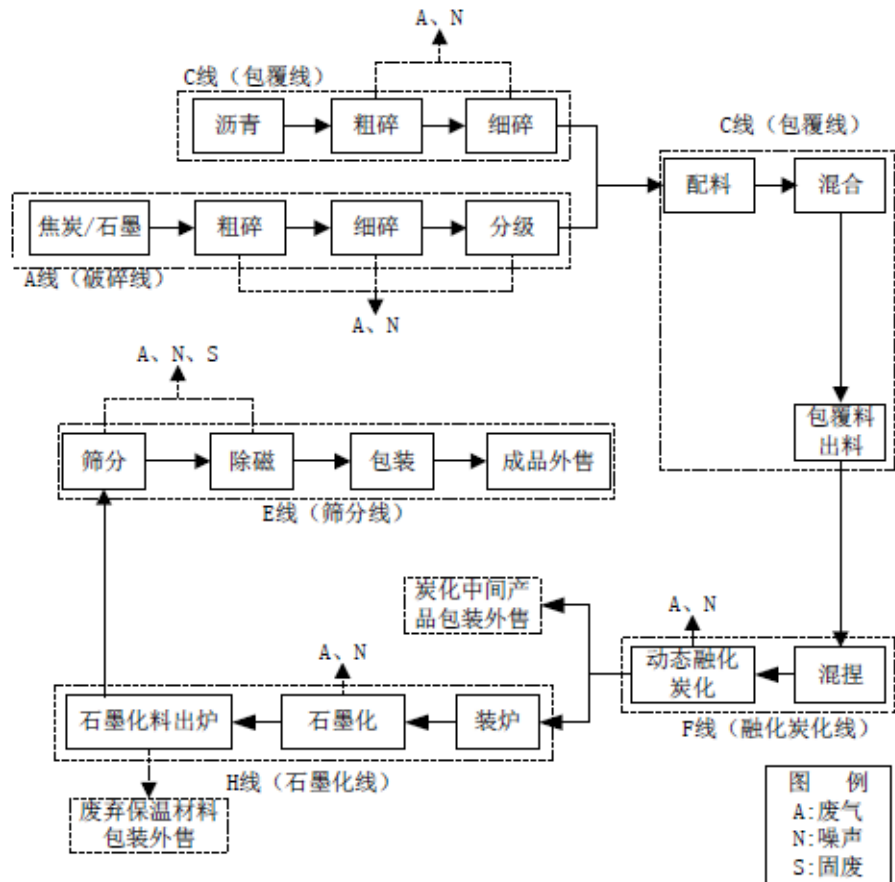 A、N
C线（包覆线）
沥青
粗碎
细碎
C线（包覆线）
配料
混合
焦炭/石墨
粗碎
细碎
分级
A线（破碎线）
A、N
A、N、S
包覆料
出料
筛分
除磁
包装
成品外售
E线（筛分线）
炭化中间产
品包装外售
A、N
动态融化
炭化
混捏
F线（融化炭化线）
A、N
石墨化料出炉
石墨化
装炉
H线（石墨化线）
废弃保温材料
包装外售
图 例
A:废气
N:噪声
S:固废